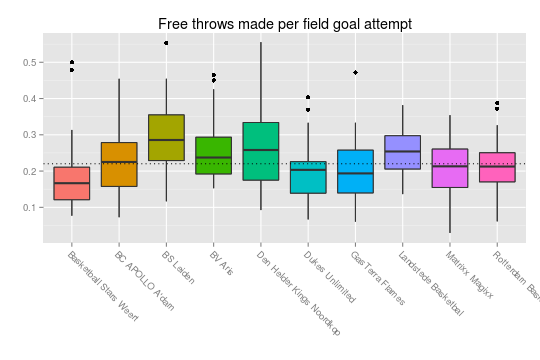 Free throws made per field goal attempt
0.5
0.4
0.3
0.2
0.1
Basketball Stars Weert
BC APOLLO A'dam
BS Leiden
BV Aris
Den Helder Kings Noordkop
Dukes Unlimited
GasTerra Flames
Landstede Basketbal
Matrixx Magixx
Rotterdam Bas